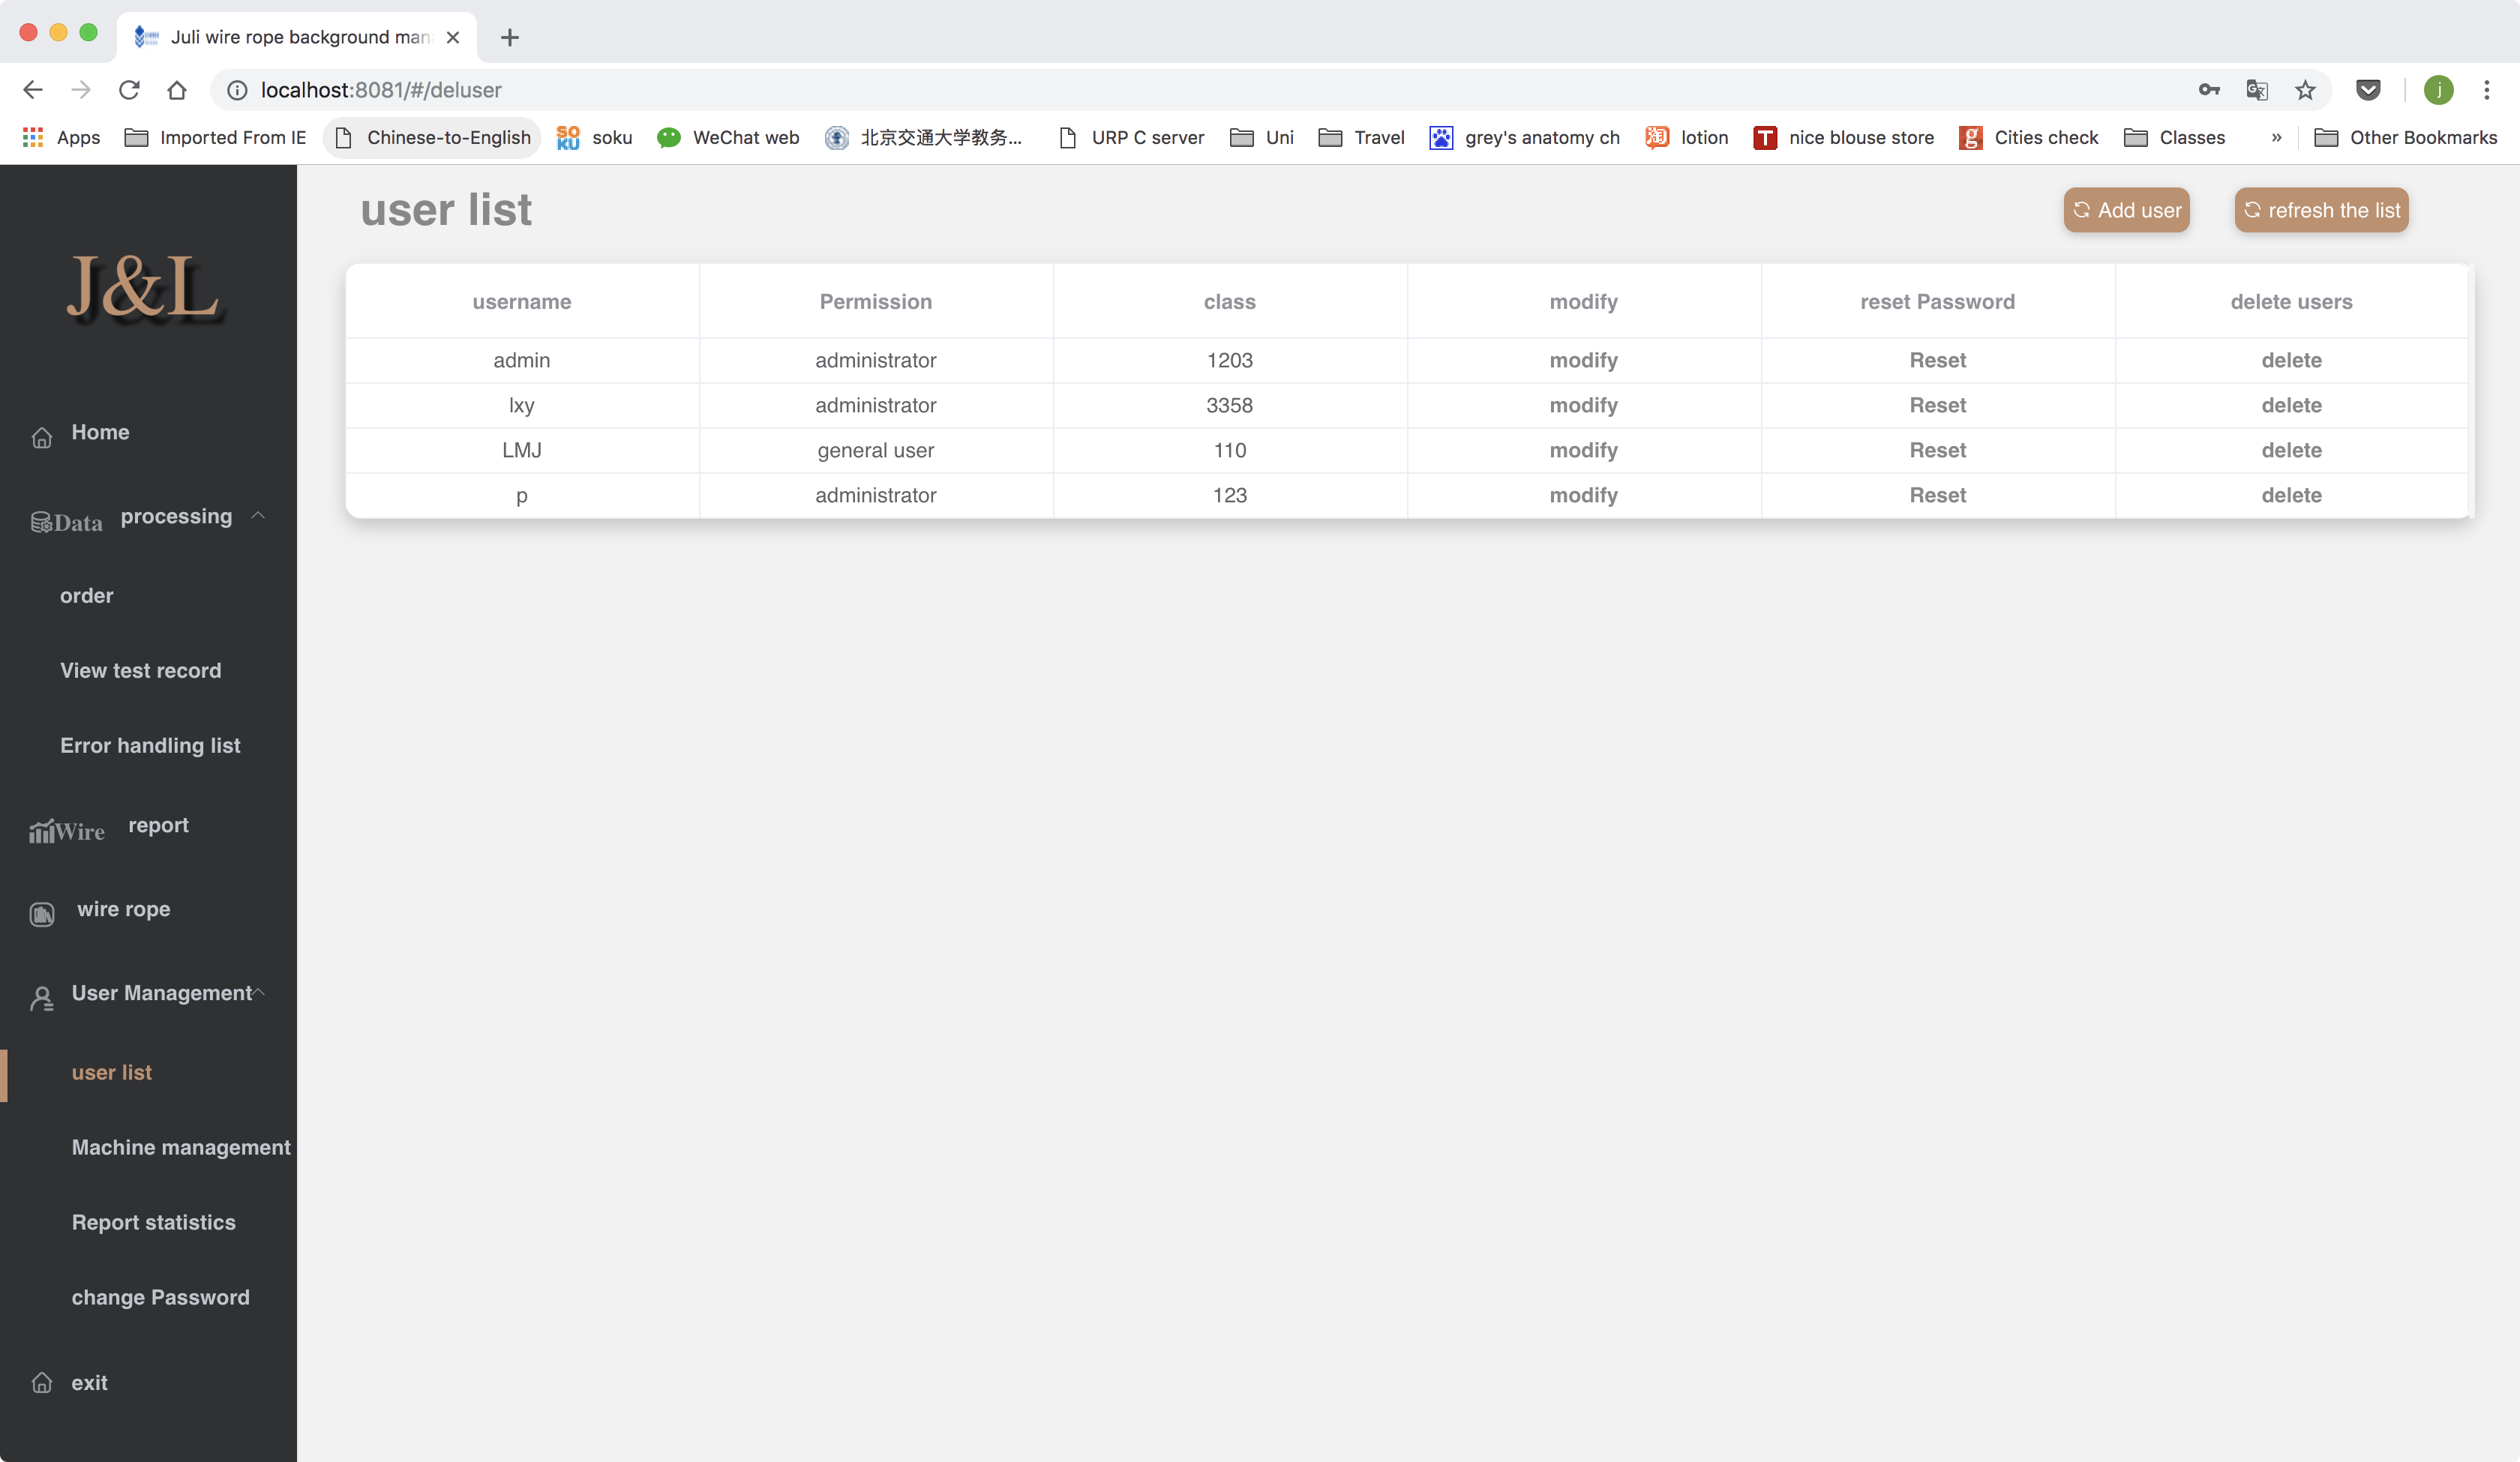 Juli wire rope background man
localhost:8081/#/deluser
j
Apps
Imported From IE
Chinese-to-English
SO
KU
soku
WeChat web
北京交通大学教务...
URP C server
Uni
Travel
grey's anatomy ch
淘
lotion
T
nice blouse store
g
Cities check
Classes
»
Other Bookmarks
J&L
Home
Data processing
order
View test record
Error handling list
Wire report
wire rope
User Management
user list
Machine management
Report statistics
change Password
exit
user list
Add user
refresh the list
username Permission class modify reset Password delete users
admin administrator 1203 modify Reset delete
lxy administrator 3358 modify Reset delete
LMJ general user 110 modify Reset delete
p administrator 123 modify Reset delete